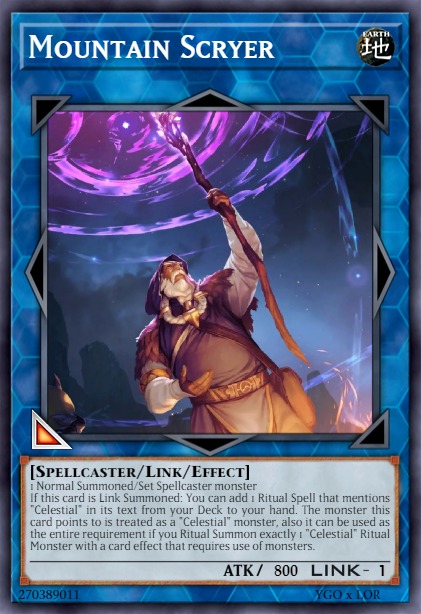 MOUNTAIN SCRYER
EARTH
地
[SPELLCASTER/LINK/EFFECT]
1 Normal Summoned/Set Spellcaster monster
If this card is Link Summoned: You can add 1 Ritual Spell that mentions
"Celestial" in its text from your Deck to your hand. The monster this
card points to is treated as a "Celestial" monster, also it can be used as
the entire requirement if you Ritual Summon exactly 1 "Celestial" Ritual
Monster with a card effect that requires use of monsters.
ATK/ 800 LINK- 1
270389011 YGO x LOR